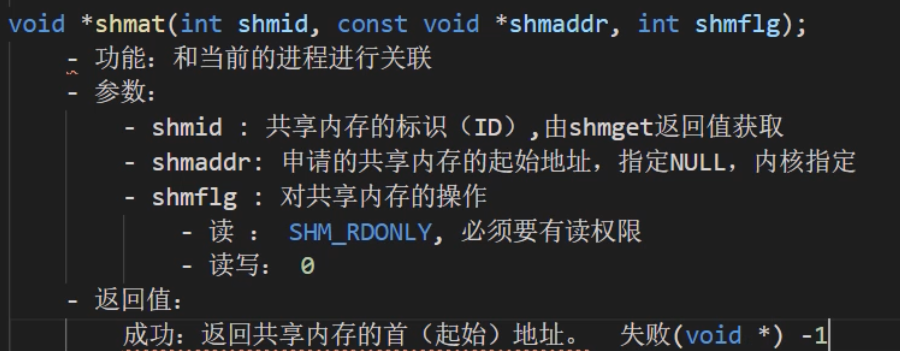 void *shmat(int shmid, const void *shmaddr, int shmflg);
- 功能：和当前的进程进行关联
- 参数：
- shmid : 共享内存的标识（ID）,由shmget返回值获取
- shmaddr: 申请的共享内存的起始地址，指定NULL，内核指定
- shmflg : 对共享内存的操作
- 读 ： SHM_RDONLY, 必须要有读权限
- 读写： 0
- 返回值：
成功：返回共享内存的首（起始）地址。  失败(void *) -1